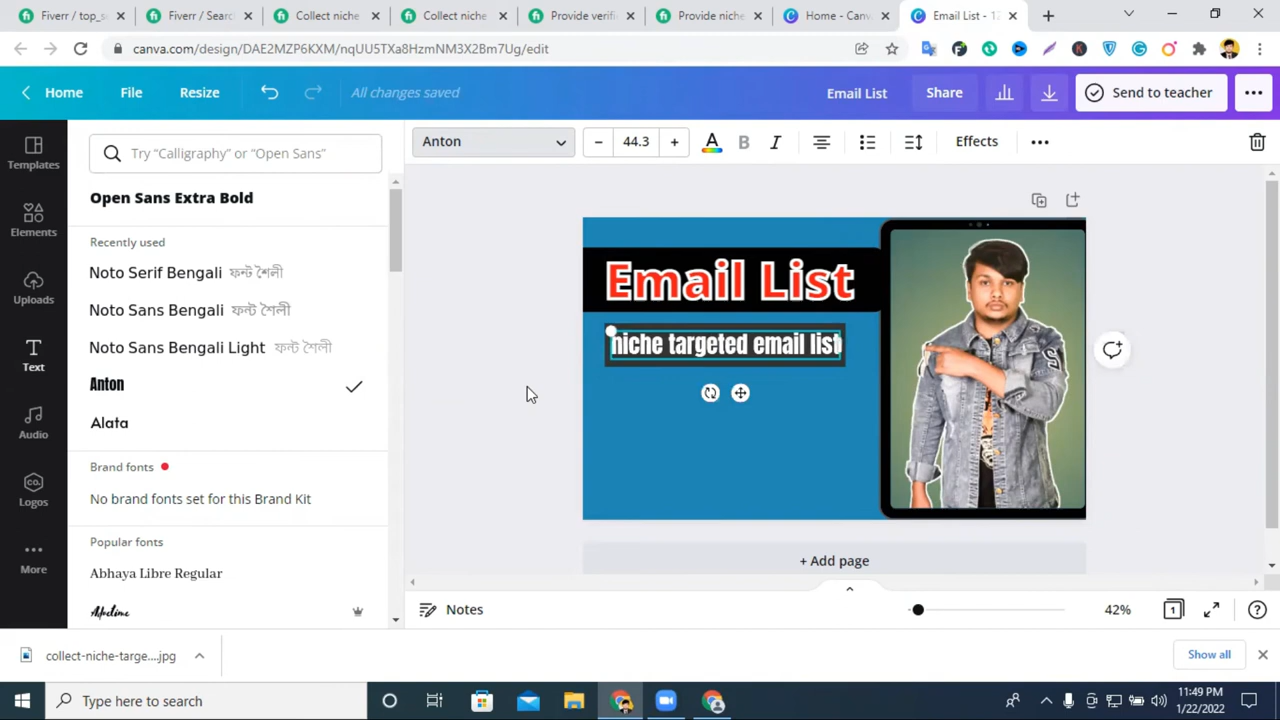 Fiverr / top_s
Fiverr / Searc
Collect niche
Collect niche
Provide verifi
Provide niche
Home - Canv
Email List - 12
canva.com/design/DAE2MZP6KXM/nqUU5TXa8HzmNM3X2Bm7Ug/edit
Home
File
Resize
All changes saved
Email List
Share
Send to teacher
Templates
Elements
Uploads
Text
Audio
Logos
More
Try “Calligraphy” or “Open Sans”
Open Sans Extra Bold
Recently used
Noto Serif Bengali ফন্ট শৈলী
Noto Sans Bengali ফন্ট শৈলী
Noto Sans Bengali Light ফন্ট শৈলী
Anton
Alata
Brand fonts
No brand fonts set for this Brand Kit
Popular fonts
Abhaya Libre Regular
Anton
44.3
A
B
I
Effects
Email List
niche targeted email list
+ Add page
Notes
42%
1
collect-niche-targe....jpg
Show all
Type here to search
11:49 PM
1/22/2022